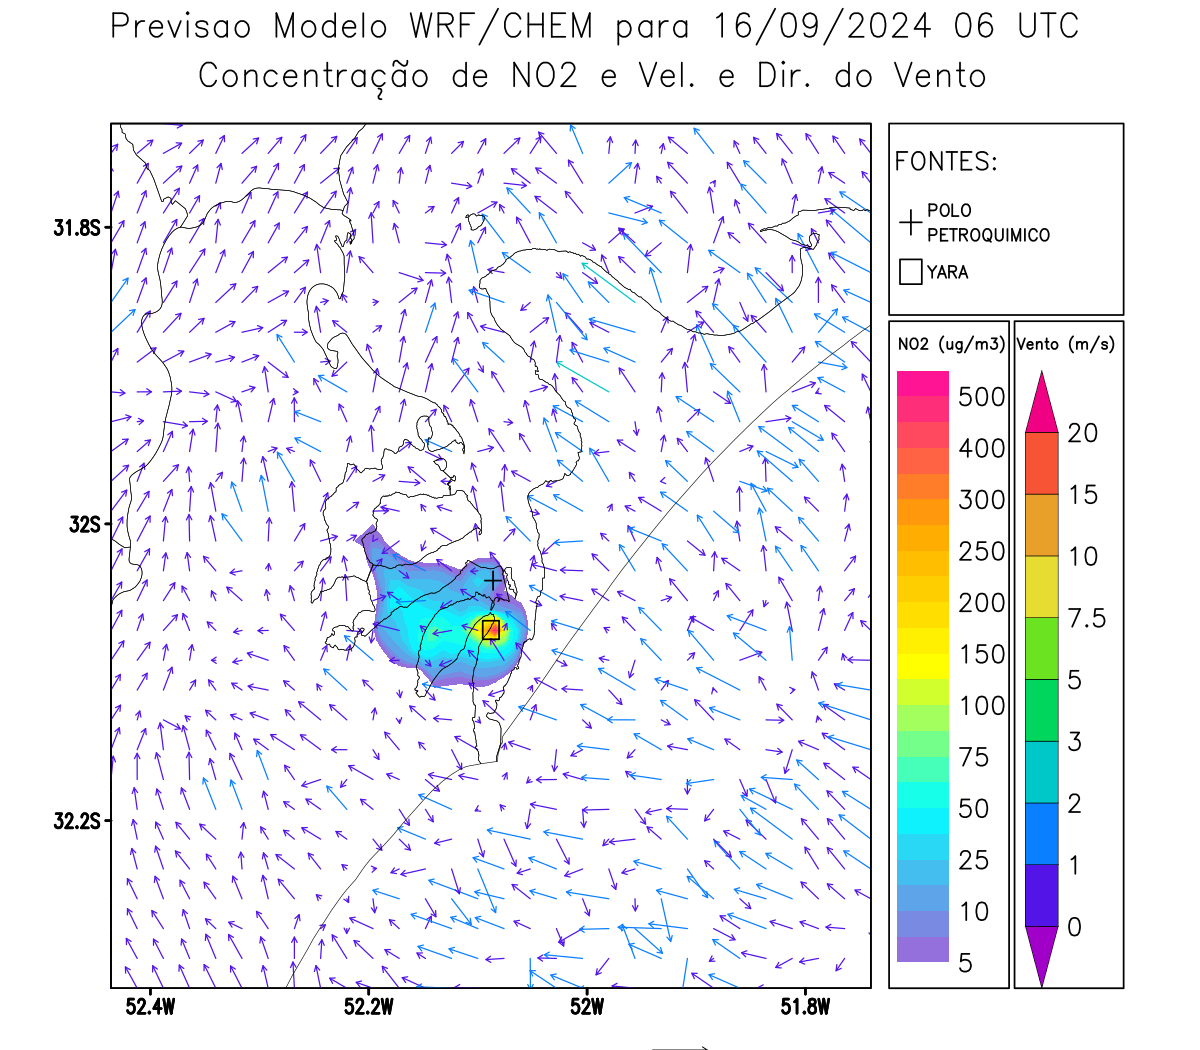 Previsao Modelo WRF/CHEM para 16/09/2024 06 UTC
Concentração de NO2 e Vel. e Dir. do Vento
FONTES:
POLO
PETROQUIMICO
YARA
NO2 (ug/m3)
500
400
300
250
200
150
100
75
50
25
10
5
Vento (m/s)
20
15
10
7.5
5
3
2
1
0
31.8S
32S
32.2S
52.4W
52.2W
52W
51.8W